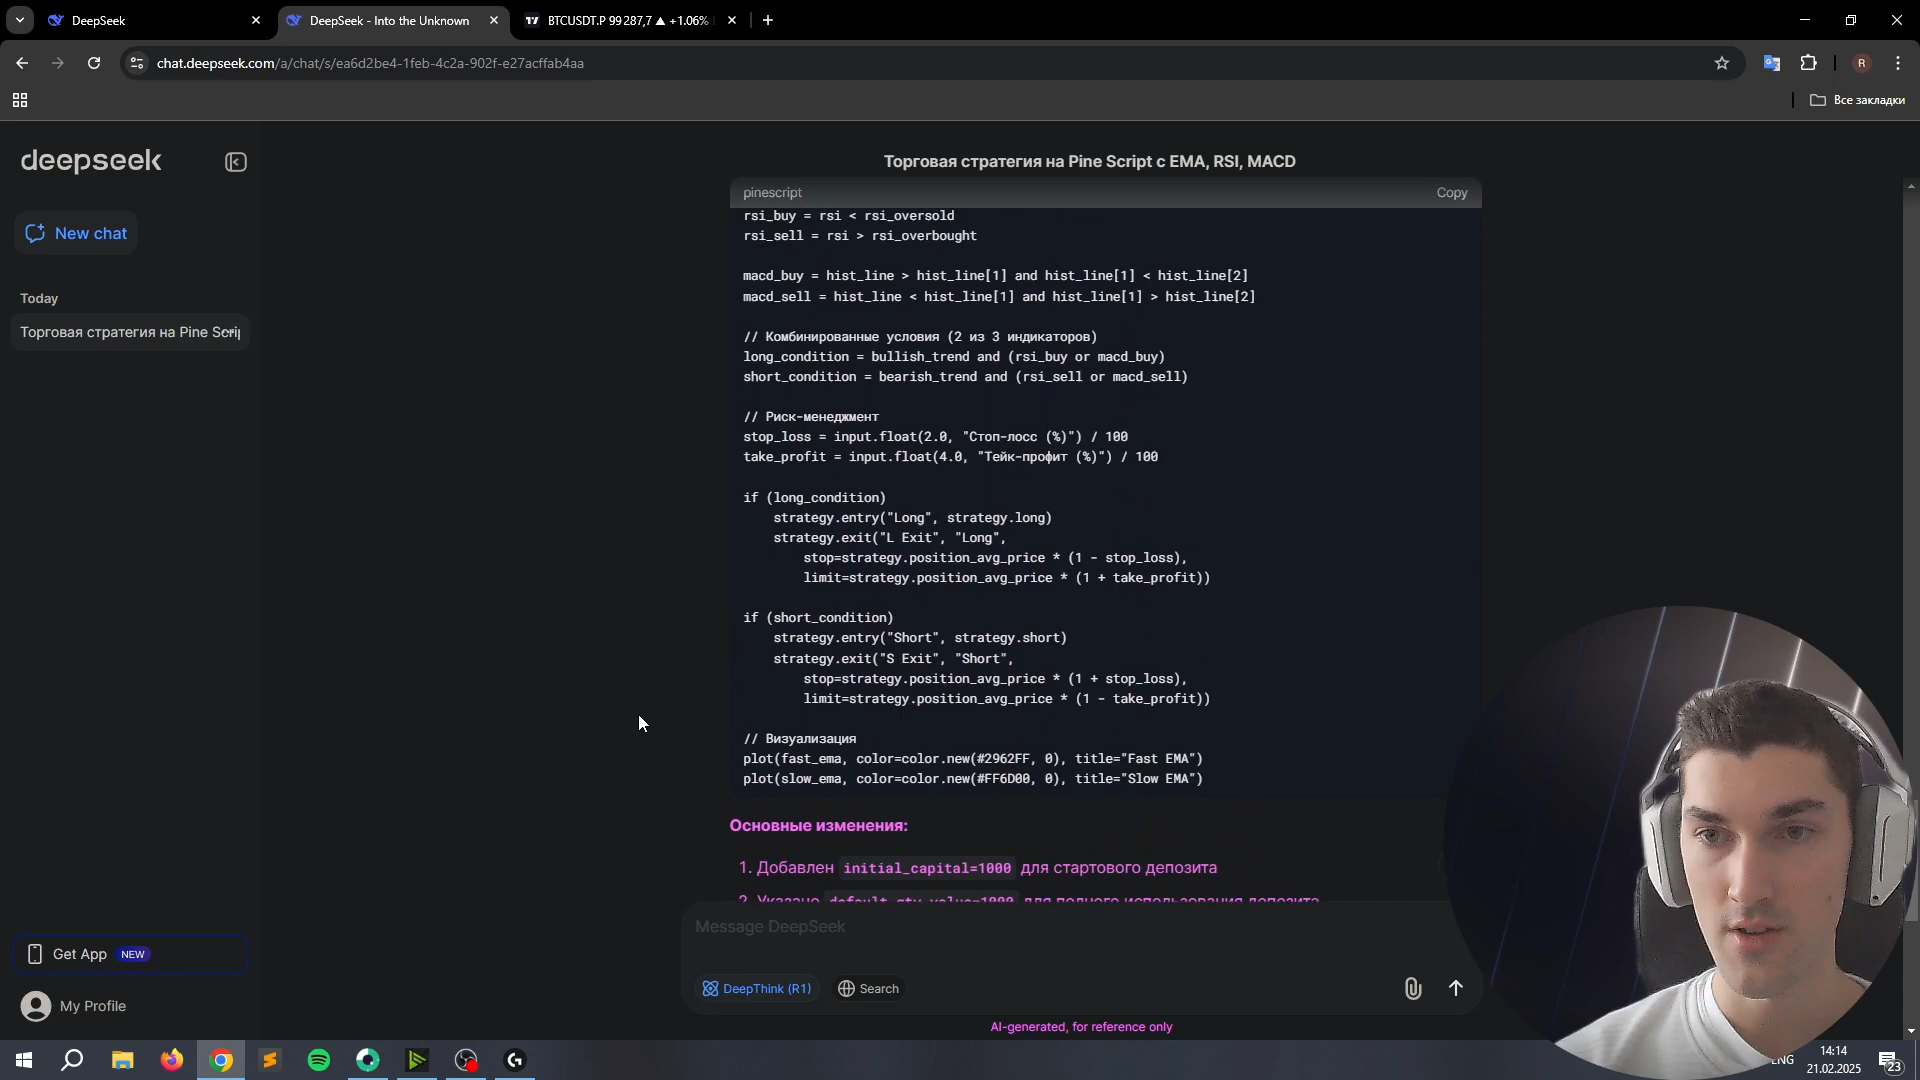 DeepSeek
DeepSeek - Into the Unknown
BTCUSDT.P 99 287,7 ▲ +1.06%
chat.deepseek.com/a/chat/s/ea6d2be4-1feb-4c2a-902f-e27acffab4aa
R
Все закладки
deepseek
New chat
Today
Торговая стратегия на Pine Scrip
Get App NEW
My Profile
Торговая стратегия на Pine Script с EMA, RSI, MACD
pinescript
Copy
rsi_buy = rsi < rsi_oversold
rsi_sell = rsi > rsi_overbought
macd_buy = hist_line > hist_line[1] and hist_line[1] < hist_line[2]
macd_sell = hist_line < hist_line[1] and hist_line[1] > hist_line[2]
// Комбинированные условия (2 из 3 индикаторов)
long_condition = bullish_trend and (rsi_buy or macd_buy)
short_condition = bearish_trend and (rsi_sell or macd_sell)
// Риск-менеджмент
stop_loss = input.float(2.0, "Стоп-лосс (%)") / 100
take_profit = input.float(4.0, "Тейк-профит (%)") / 100
if (long_condition)
    strategy.entry("Long", strategy.long)
    strategy.exit("L Exit", "Long",
        stop=strategy.position_avg_price * (1 - stop_loss),
        limit=strategy.position_avg_price * (1 + take_profit))
if (short_condition)
    strategy.entry("Short", strategy.short)
    strategy.exit("S Exit", "Short",
        stop=strategy.position_avg_price * (1 + stop_loss),
        limit=strategy.position_avg_price * (1 - take_profit))
// Визуализация
plot(fast_ema, color=color.new(#2962FF, 0), title="Fast EMA")
plot(slow_ema, color=color.new(#FF6D00, 0), title="Slow EMA")
Основные изменения:
1. Добавлен initial_capital=1000 для стартового депозита
2. Указано default_qty_value=1000 для полного использования депозита
Message DeepSeek
DeepThink (R1)
Search
AI-generated, for reference only
14:14
21.02.2025
23